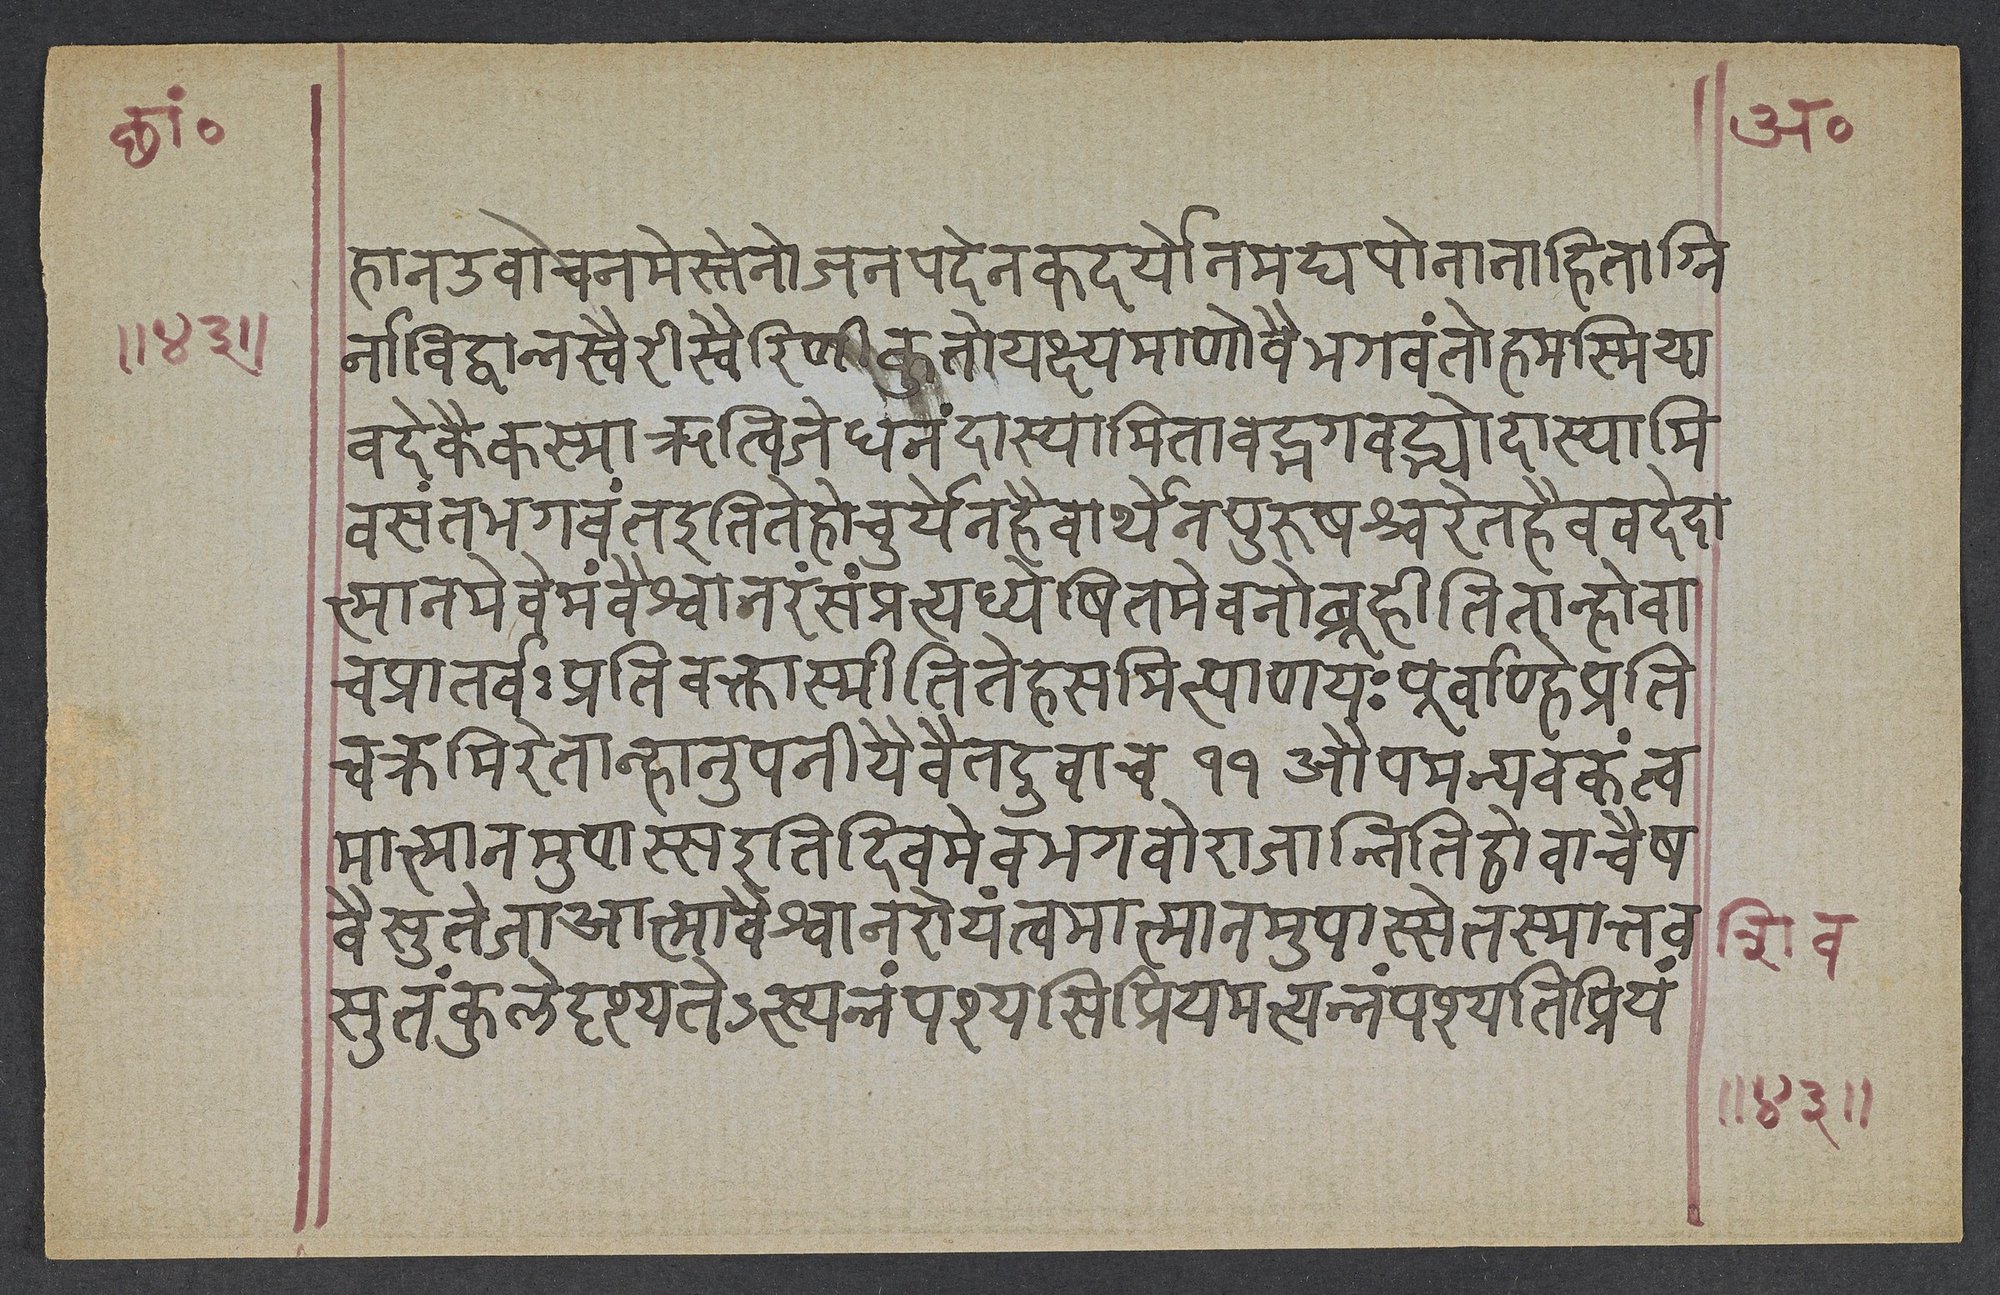 छां०
अ०
हानउवोचनमेस्तेनोजनपदेनकदर्योनमद्यपोनानाहिताग्नि
॥४३॥
र्नाविद्वान्नस्वैरीस्वैरिणीकुतोयक्ष्यमाणोवैभगवंतोहमस्मिया
वदेकैकस्माऋत्विजेधनंदास्यामितावद्भगवद्भ्योदास्यामि
वसंतभगवंतइतितेहोचुर्येनहैवार्थेनपुरूषश्चरेतहैववदेदा
त्मानमेवेमंवैश्वानरंसंप्रत्यध्येषितमेवनोब्रूहीतितान्होवा
चप्रातर्वःप्रतिवक्तास्मीतितेहसमित्पाणयःपूर्वाण्हेप्रति
चक्रमिरेतान्हानुपनीयैवैतदुवाच ११ औपमन्यवकंत्व
मात्मानमुपास्सइतिदिवमेवभगवोराजान्नितिहोवाचैष
वैसुतेजाआत्मावैश्वानरोयंत्वमात्मानमुपास्सेतस्मात्तव
शिव
सुतंकुलेदृश्यतेऽत्स्यन्नंपश्यसिप्रियमत्त्यन्नंपश्यतिप्रियं
॥४३॥